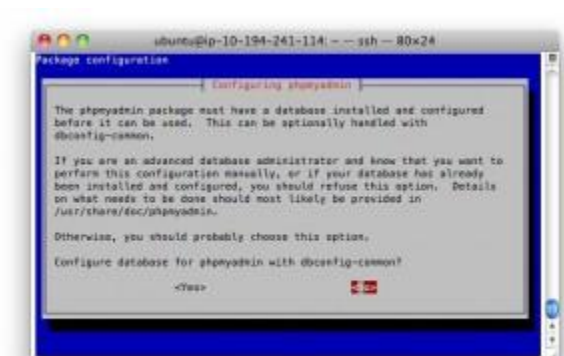 ubuntu@ip-10-194-241-114: ~ — ssh — 80×24
Package configuration
Configuring phpmyadmin
The phpmyadmin package must have a database installed and configured
before it can be used.  This can be optionally handled with
dbconfig-common.
If you are an advanced database administrator and know that you want to
perform this configuration manually, or if your database has already
been installed and configured, you should refuse this option.  Details
on what needs to be done should most likely be provided in
/usr/share/doc/phpmyadmin.
Otherwise, you should probably choose this option.
Configure database for phpmyadmin with dbconfig-common?
<Yes> <No>